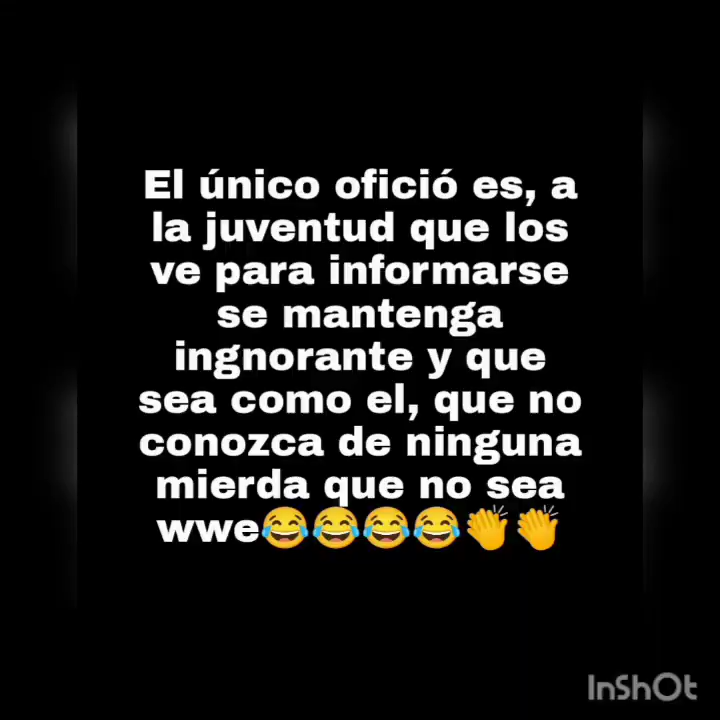 El único ofició es, a
la juventud que los
ve para informarse
se mantenga
ingnorante y que
sea como el, que no
conozca de ninguna
mierda que no sea
wwe😂😂😂😂👏👏
InShOt